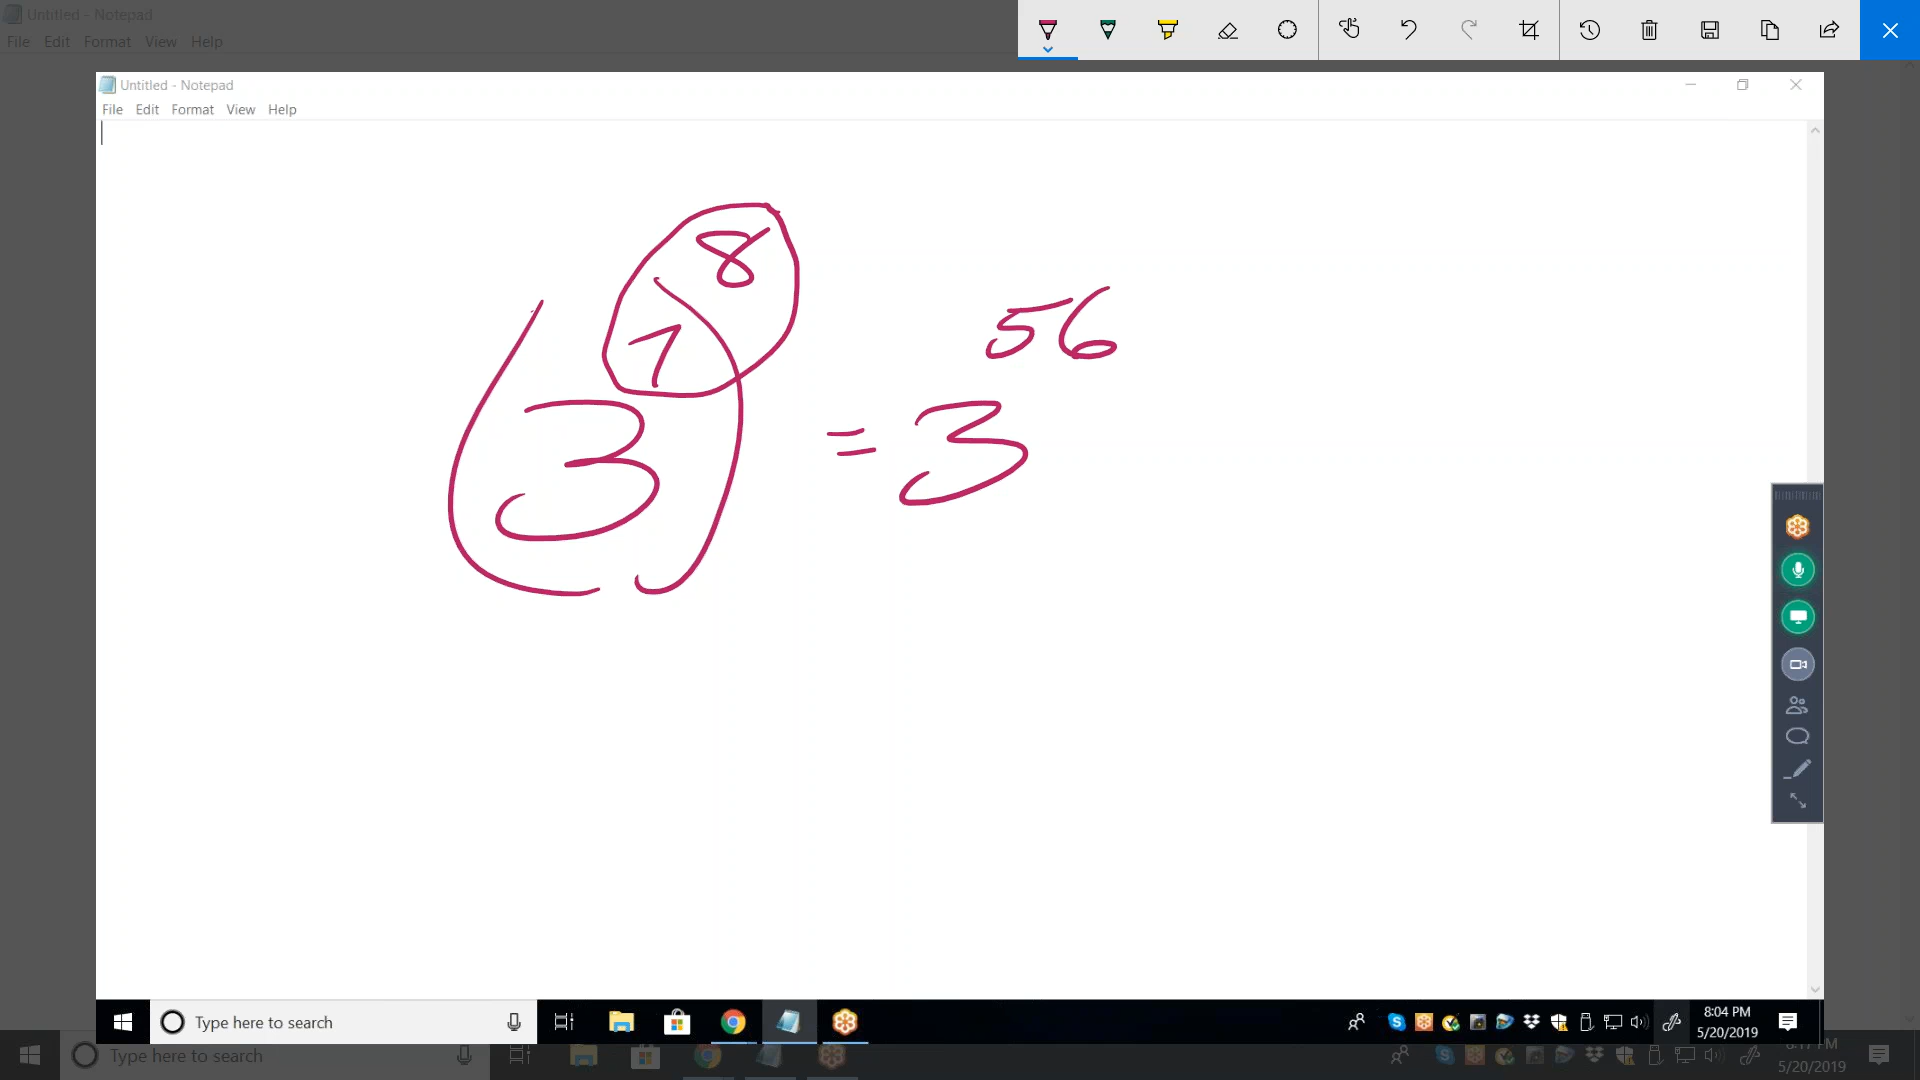 Untitled - Notepad
File Edit Format View Help
Untitled - Notepad
File Edit Format View Help
(3^7)^8 = 3^56
Type here to search
8:04 PM
5/20/2019
Type here to search
5/20/2019